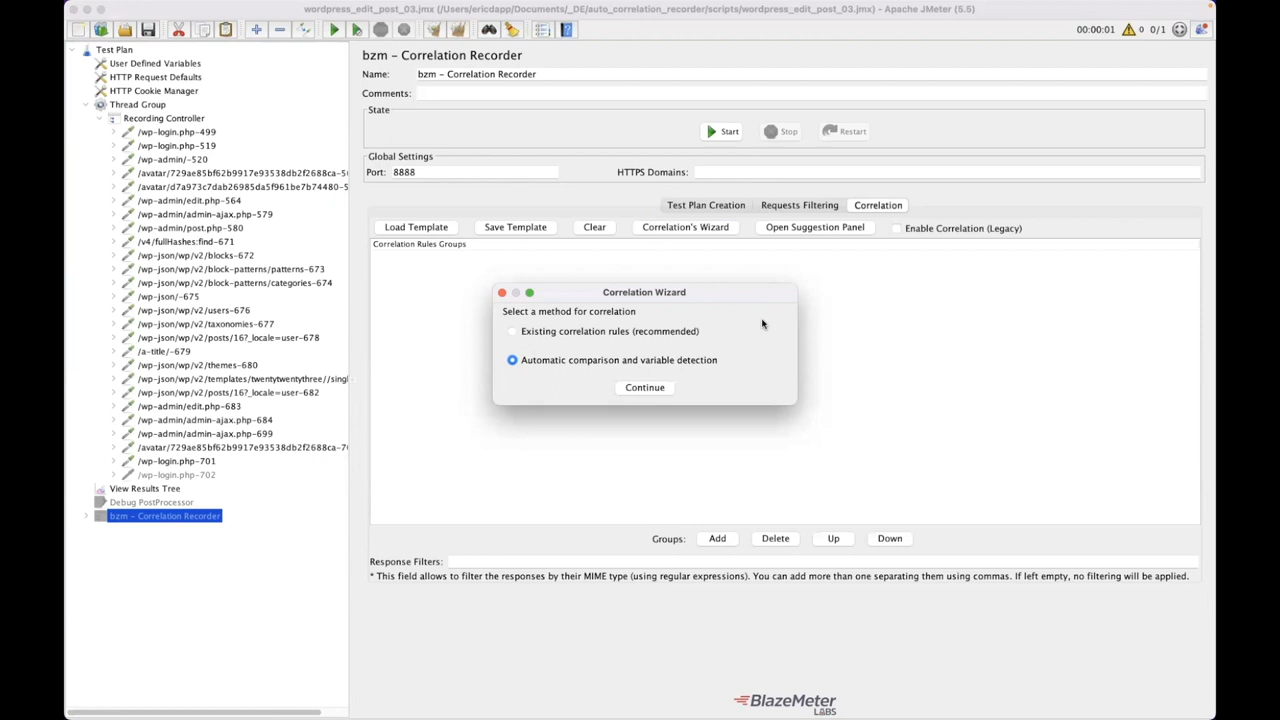 wordpress_edit_post_03.jmx (/Users/ericdapp/Documents/_DE/auto_correlation_recorder/scripts/wordpress_edit_post_03.jmx) - Apache JMeter (5.5)
00:00:01 0 0/1
Test Plan
User Defined Variables
HTTP Request Defaults
HTTP Cookie Manager
Thread Group
Recording Controller
/wp-login.php-499
/wp-login.php-519
/wp-admin/-520
/avatar/729ae85bf62b9917e93538db2f2688ca-5
/avatar/d7a973c7dab26985da5f961be7b74480-5
/wp-admin/edit.php-564
/wp-admin/admin-ajax.php-579
/wp-admin/post.php-580
/v4/fullHashes:find-671
/wp-json/wp/v2/blocks-672
/wp-json/wp/v2/block-patterns/patterns-673
/wp-json/wp/v2/block-patterns/categories-674
/wp-json/-675
/wp-json/wp/v2/users-676
/wp-json/wp/v2/taxonomies-677
/wp-json/wp/v2/posts/16?_locale=user-678
/a-title/-679
/wp-json/wp/v2/themes-680
/wp-json/wp/v2/templates/twentytwentythree//singl
/wp-json/wp/v2/posts/16?_locale=user-682
/wp-admin/edit.php-683
/wp-admin/admin-ajax.php-684
/wp-admin/admin-ajax.php-699
/avatar/729ae85bf62b9917e93538db2f2688ca-7
/wp-login.php-701
/wp-login.php-702
View Results Tree
Debug PostProcessor
bzm - Correlation Recorder
bzm - Correlation Recorder
Name: bzm - Correlation Recorder
Comments:
State
Start Stop Restart
Global Settings
Port: 8888 HTTPS Domains:
Test Plan Creation Requests Filtering Correlation
Load Template Save Template Clear Correlation's Wizard Open Suggestion Panel Enable Correlation (Legacy)
Correlation Rules Groups
Correlation Wizard
Select a method for correlation
Existing correlation rules (recommended)
Automatic comparison and variable detection
Continue
Groups: Add Delete Up Down
Response Filters:
* This field allows to filter the responses by their MIME type (using regular expressions). You can add more than one separating them using commas. If left empty, no filtering will be applied.
BlazeMeter
LABS